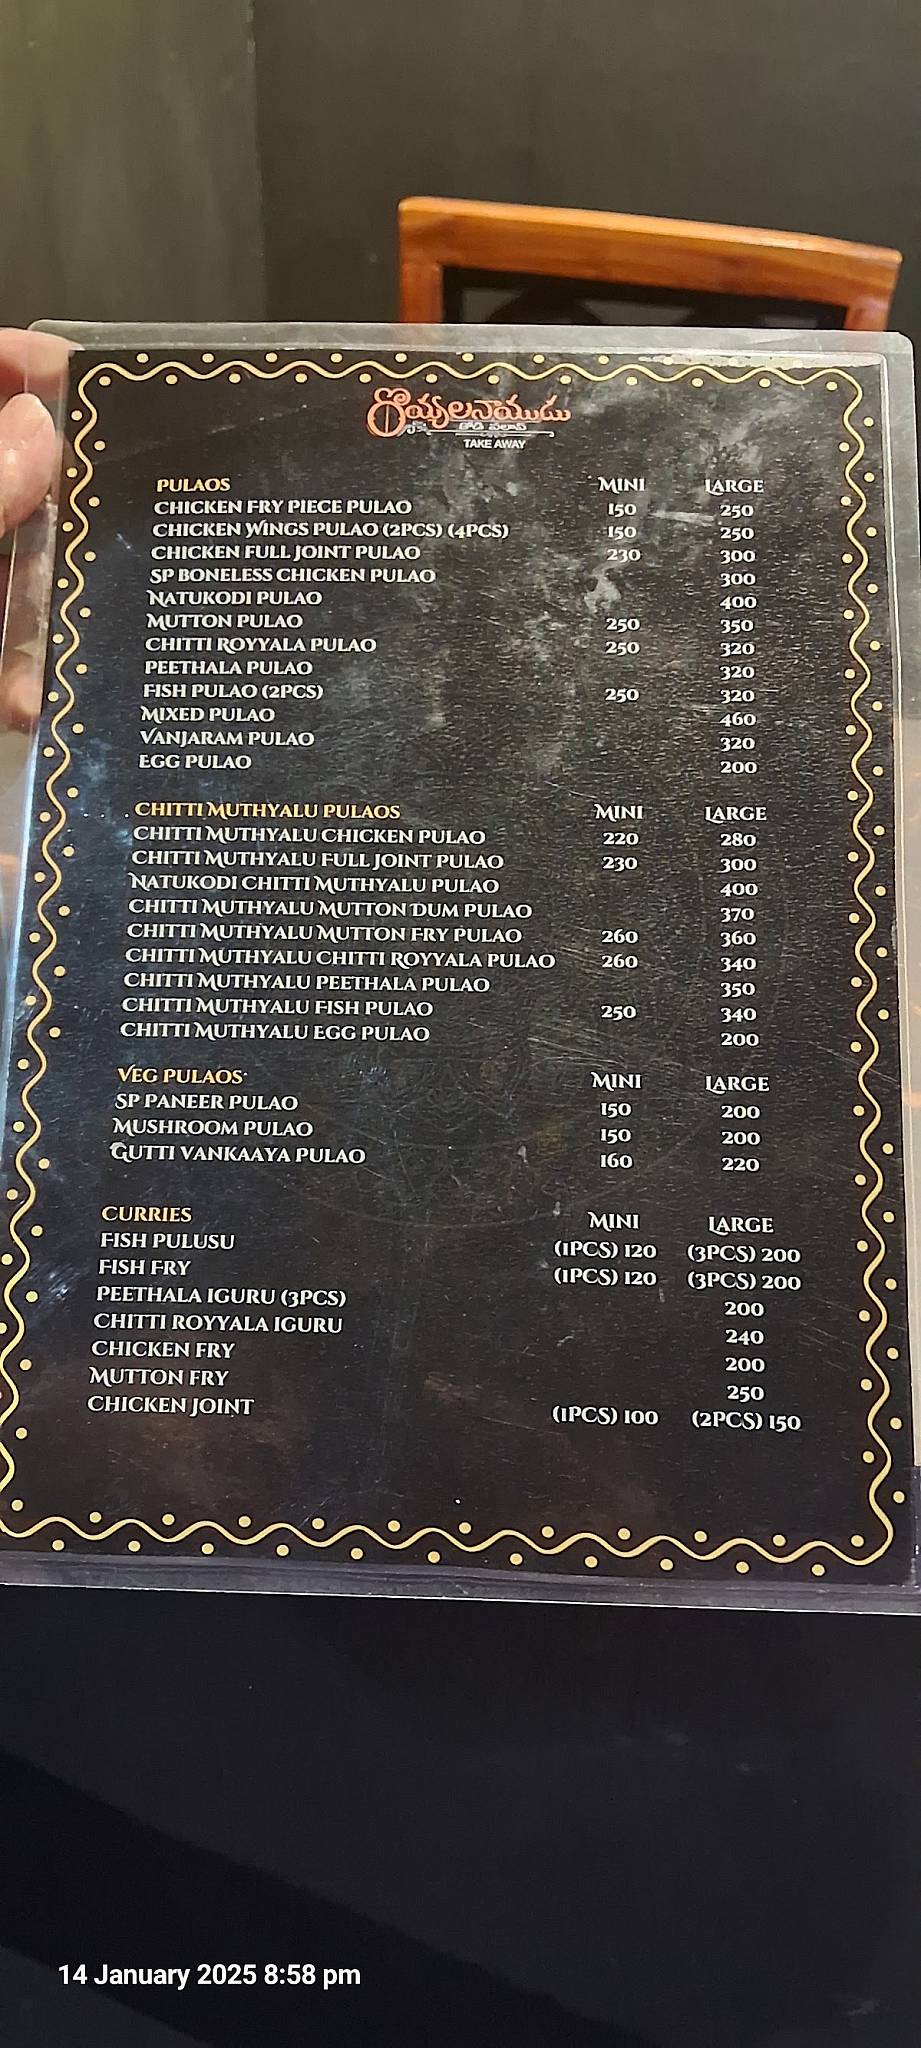 రొయ్యలనాయుడు
కోడి పలావ్
TAKE AWAY
PULAOS MINI LARGE
CHICKEN FRY PIECE PULAO 150 250
CHICKEN WINGS PULAO (2PCS) (4PCS) 150 250
CHICKEN FULL JOINT PULAO 230 300
SP BONELESS CHICKEN PULAO 300
NATUKODI PULAO 400
MUTTON PULAO 250 350
CHITTI ROYYALA PULAO 250 320
PEETHALA PULAO 320
FISH PULAO (2PCS) 250 320
MIXED PULAO 460
VANJARAM PULAO 320
EGG PULAO 200
CHITTI MUTHYALU PULAOS MINI LARGE
CHITTI MUTHYALU CHICKEN PULAO 220 280
CHITTI MUTHYALU FULL JOINT PULAO 230 300
NATUKODI CHITTI MUTHYALU PULAO 400
CHITTI MUTHYALU MUTTON DUM PULAO 370
CHITTI MUTHYALU MUTTON FRY PULAO 260 360
CHITTI MUTHYALU CHITTI ROYYALA PULAO 260 340
CHITTI MUTHYALU PEETHALA PULAO 350
CHITTI MUTHYALU FISH PULAO 250 340
CHITTI MUTHYALU EGG PULAO 200
VEG PULAOS MINI LARGE
SP PANEER PULAO 150 200
MUSHROOM PULAO 150 200
GUTTI VANKAAYA PULAO 160 220
CURRIES MINI LARGE
FISH PULUSU (1PCS) 120 (3PCS) 200
FISH FRY (1PCS) 120 (3PCS) 200
PEETHALA IGURU (3PCS) 200
CHITTI ROYYALA IGURU 240
CHICKEN FRY 200
MUTTON FRY 250
CHICKEN JOINT (1PCS) 100 (2PCS) 150
14 January 2025 8:58 pm